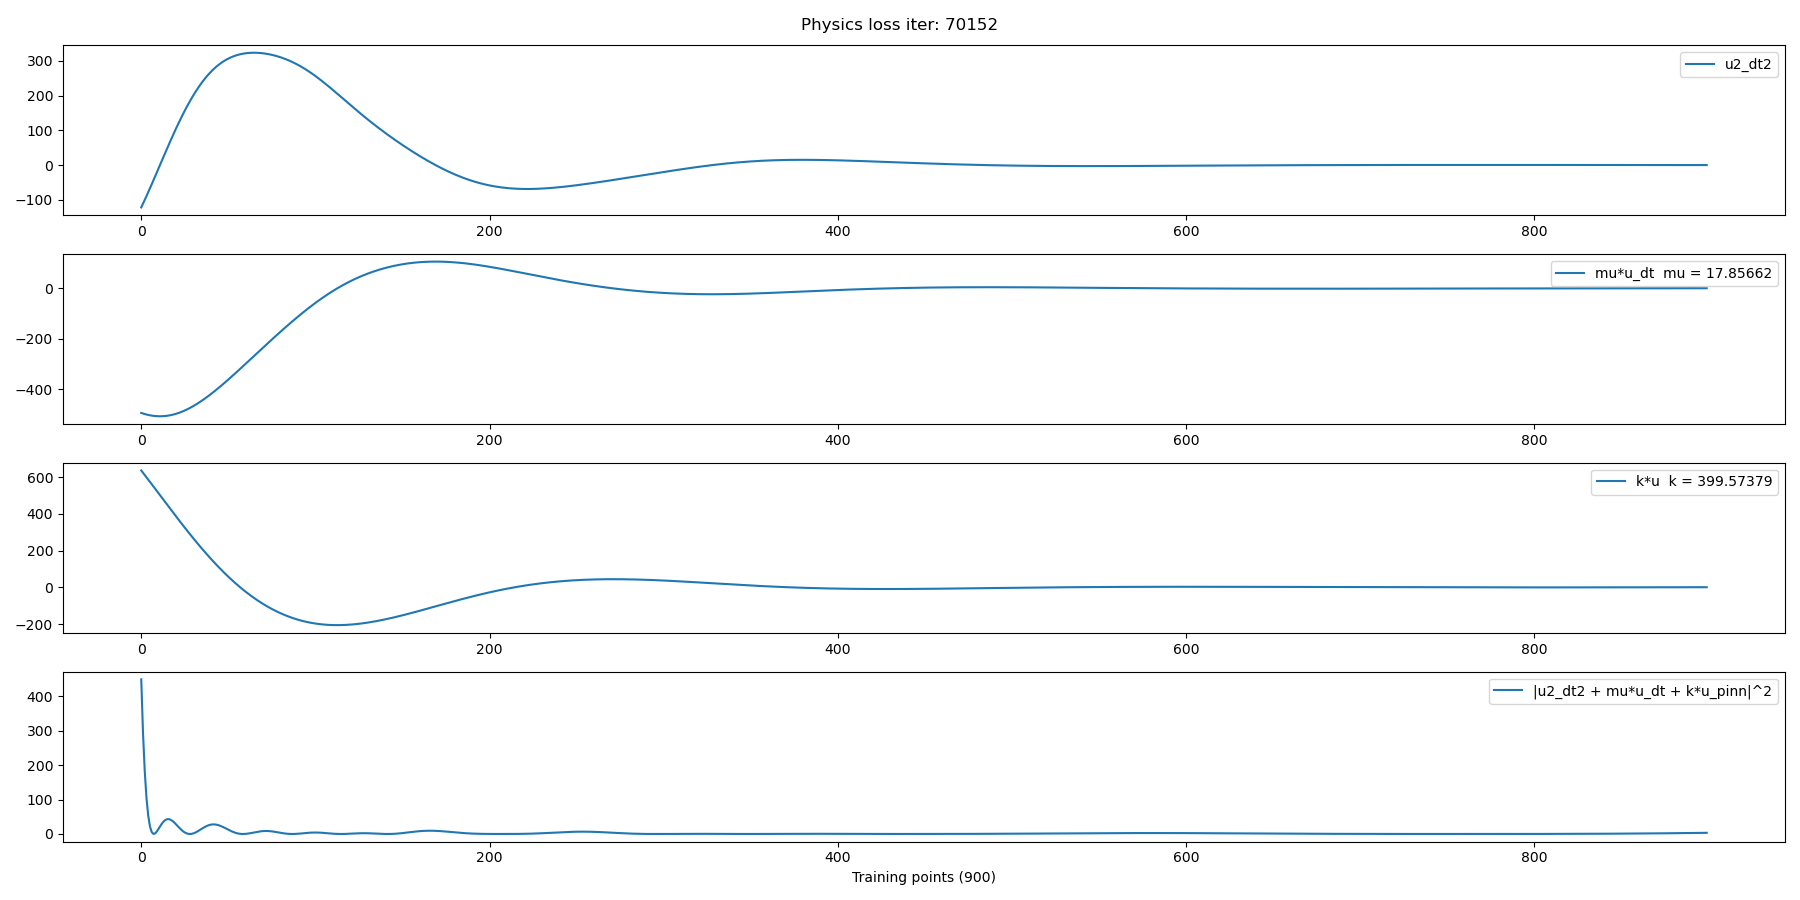 Physics loss iter: 70152
300
200
100
0
−100
u2_dt2
0 200 400 600 800
0
−200
−400
mu*u_dt mu = 17.85662
0 200 400 600 800
600
400
200
0
−200
k*u k = 399.57379
0 200 400 600 800
400
300
200
100
0
|u2_dt2 + mu*u_dt + k*u_pinn|^2
0 200 400 600 800
Training points (900)